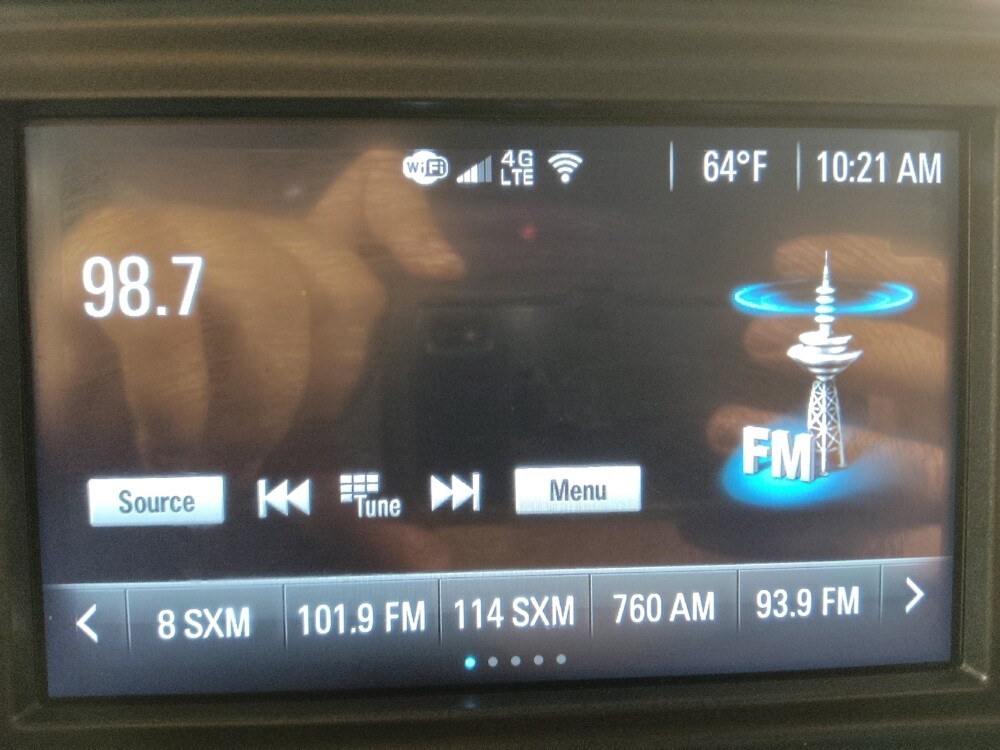 WiFi 4G LTE 64°F 10:21 AM
98.7
FM
Source Tune Menu
8 SXM 101.9 FM 114 SXM 760 AM 93.9 FM